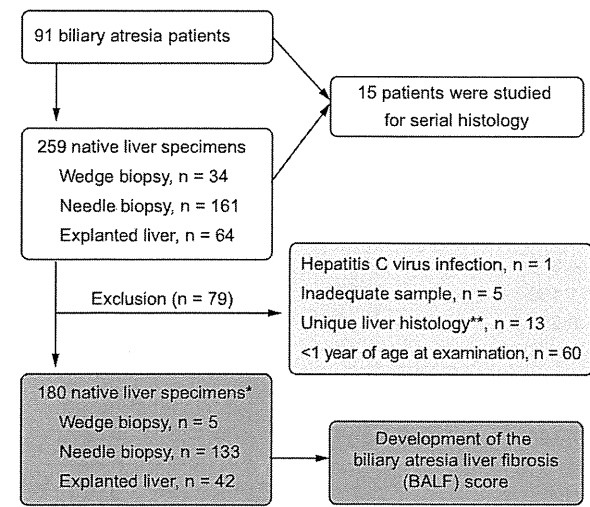 91 biliary atresia patients
15 patients were studied
for serial histology
259 native liver specimens
Wedge biopsy, n = 34
Needle biopsy, n = 161
Explanted liver, n = 64
Exclusion (n = 79)
Hepatitis C virus infection, n = 1
Inadequate sample, n = 5
Unique liver histology**, n = 13
<1 year of age at examination, n = 60
180 native liver specimens*
Wedge biopsy, n = 5
Needle biopsy, n = 133
Explanted liver, n = 42
Development of the
biliary atresia liver fibrosis
(BALF) score